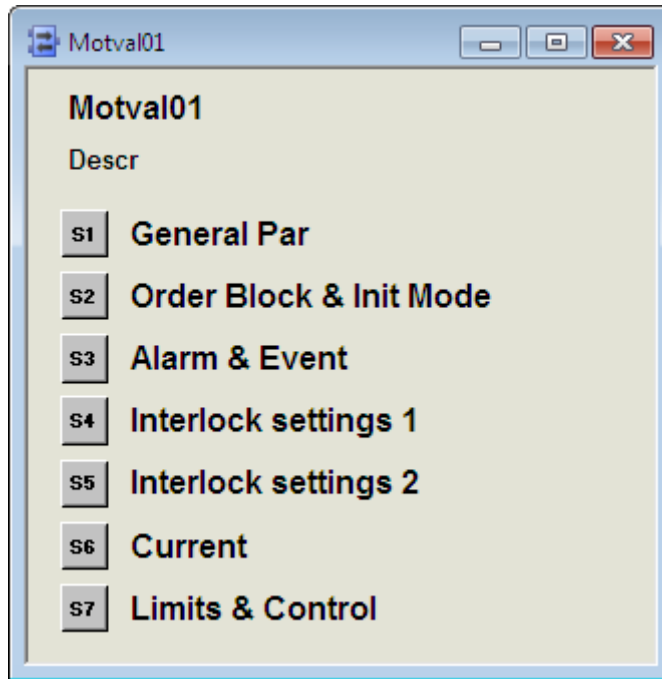 Motval01
Motval01
Descr
S1 General Par
S2 Order Block & Init Mode
S3 Alarm & Event
S4 Interlock settings 1
S5 Interlock settings 2
S6 Current
S7 Limits & Control